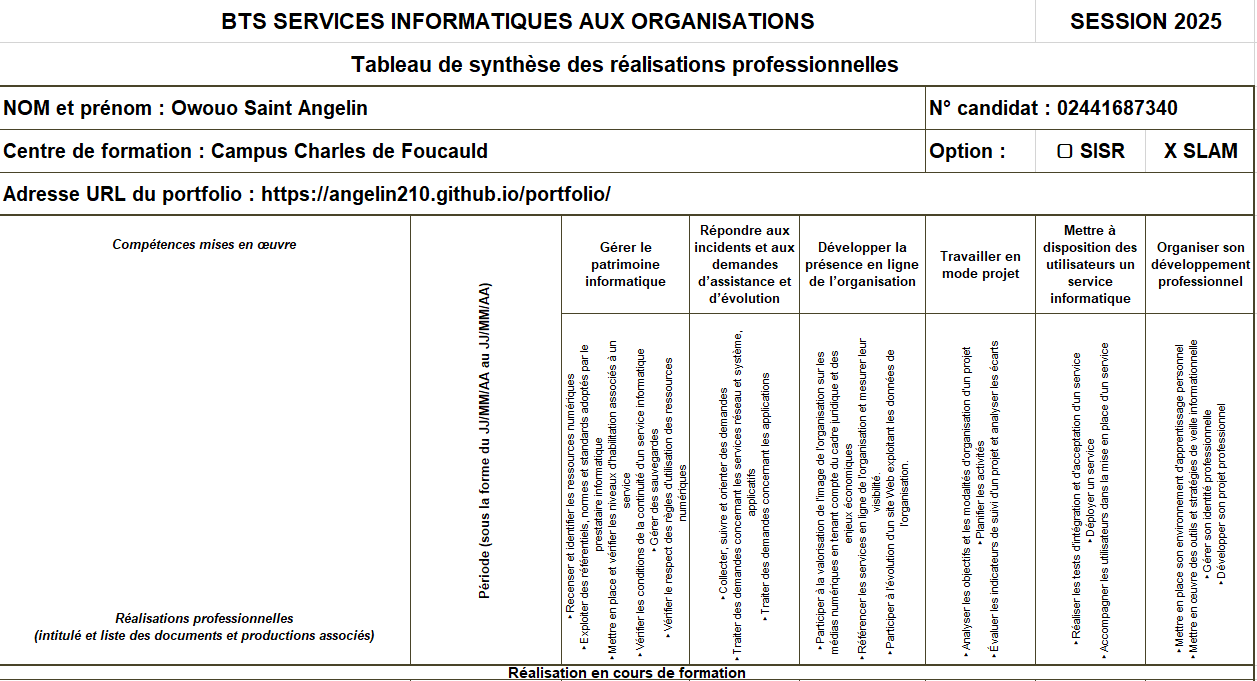 BTS SERVICES INFORMATIQUES AUX ORGANISATIONS
SESSION 2025
Tableau de synthèse des réalisations professionnelles
NOM et prénom : Owouo Saint Angelin
N° candidat : 02441687340
Centre de formation : Campus Charles de Foucauld
Option :
☐ SISR
X SLAM
Adresse URL du portfolio : https://angelin210.github.io/portfolio/
Compétences mises en œuvre
Réalisations professionnelles
(intitulé et liste des documents et productions associés)
Période (sous la forme du JJ/MM/AA au JJ/MM/AA)
Gérer le
patrimoine
informatique
Répondre aux
incidents et aux
demandes
d’assistance et
d’évolution
Développer la
présence en ligne
de l’organisation
Travailler en
mode projet
Mettre à
disposition des
utilisateurs un
service
informatique
Organiser son
développement
professionnel
‣Recenser et identifier les ressources numériques
‣Exploiter des référentiels, normes et standards adoptés par le
prestataire informatique
‣Mettre en place et vérifier les niveaux d’habilitation associés à un
service
‣Vérifier les conditions de la continuité d’un service informatique
‣Gérer des sauvegardes
‣Vérifier le respect des règles d’utilisation des ressources
numériques
‣Collecter, suivre et orienter des demandes
‣Traiter des demandes concernant les services réseau et système,
applicatifs
‣Traiter des demandes concernant les applications
‣Participer à la valorisation de l’image de l’organisation sur les
médias numériques en tenant compte du cadre juridique et des
enjeux économiques
‣Référencer les services en ligne de l’organisation et mesurer leur
visibilité.
‣Participer à l’évolution d’un site Web exploitant les données de
l’organisation.
‣Analyser les objectifs et les modalités d’organisation d’un projet
‣Planifier les activités
‣Évaluer les indicateurs de suivi d’un projet et analyser les écarts
‣Réaliser les tests d’intégration et d’acceptation d’un service
‣Déployer un service
‣Accompagner les utilisateurs dans la mise en place d’un service
‣Mettre en place son environnement d’apprentissage personnel
‣Mettre en œuvre des outils et stratégies de veille informationnelle
‣Gérer son identité professionnelle
‣Développer son projet professionnel
Réalisation en cours de formation